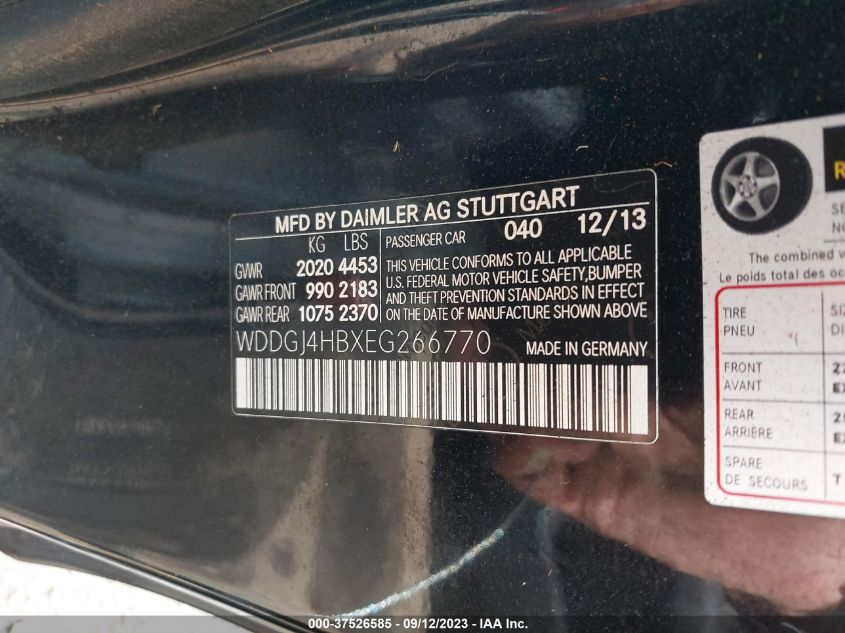 MFD BY DAIMLER AG STUTTGART
KG LBS PASSENGER CAR 040 12/13
GVWR 2020 4453
GAWR FRONT 990 2183
GAWR REAR 1075 2370
THIS VEHICLE CONFORMS TO ALL APPLICABLE
U.S. FEDERAL MOTOR VEHICLE SAFETY,BUMPER
AND THEFT PREVENTION STANDARDS IN EFFECT
ON THE DATE OF MANUFACTURE SHOWN ABOVE
WDDGJ4HBXEG266770 MADE IN GERMANY
The combined
Le poids total des
TIRE
PNEU
FRONT
AVANT
REAR
ARRIÈRE
SPARE
DE SECOURS
000-37526585 - 09/12/2023 - IAA Inc.